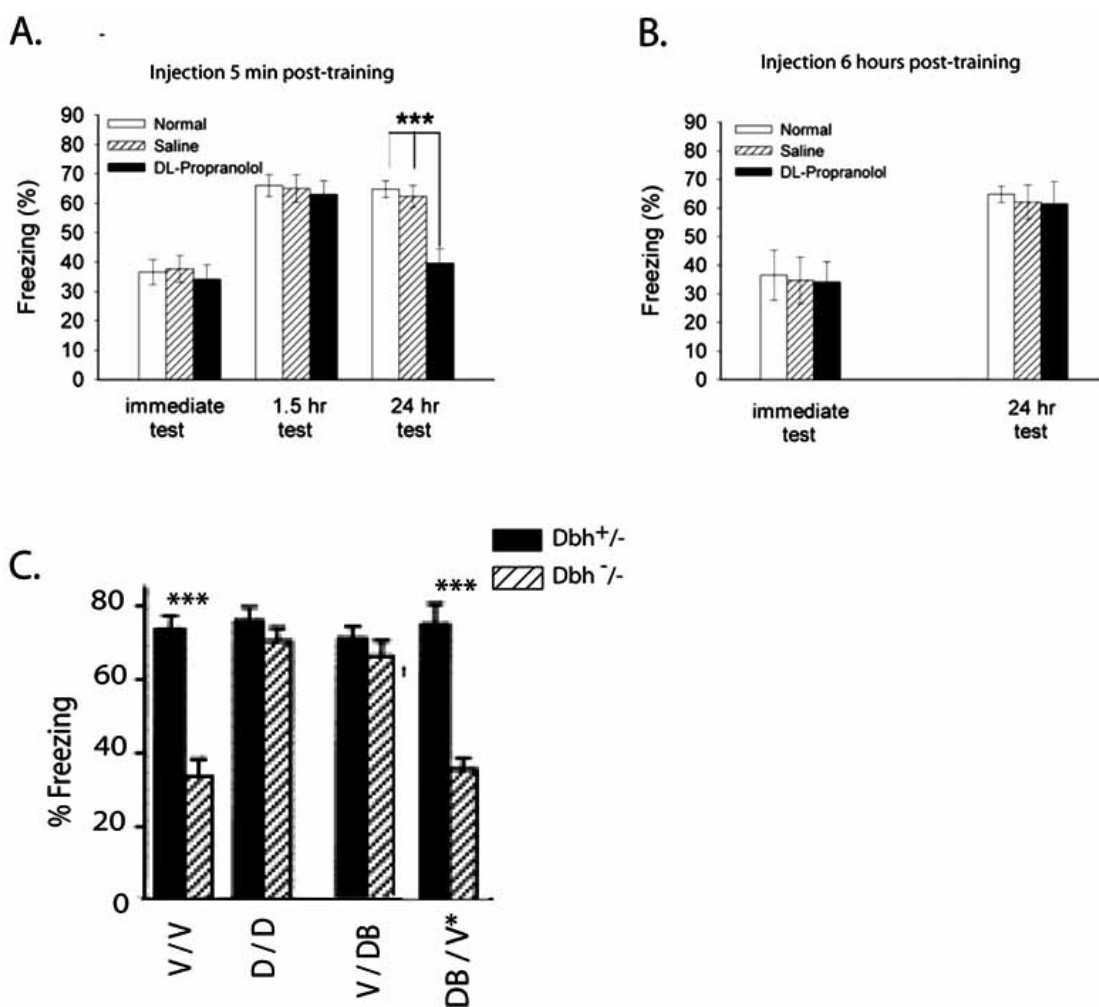 A.
Injection 5 min post-training
90
80
70
60
50
40
30
20
10
0
Freezing (%)
Normal
Saline
DL-Propranolol
***
immediate
test
1.5 hr
test
24 hr
test
B.
Injection 6 hours post-training
90
80
70
60
50
40
30
20
10
0
Freezing (%)
Normal
Saline
DL-Propranolol
immediate
test
24 hr
test
C.
Dbh+/-
Dbh-/-
80
60
40
20
0
% Freezing
***
***
V / V
D / D
V / DB
DB / V*